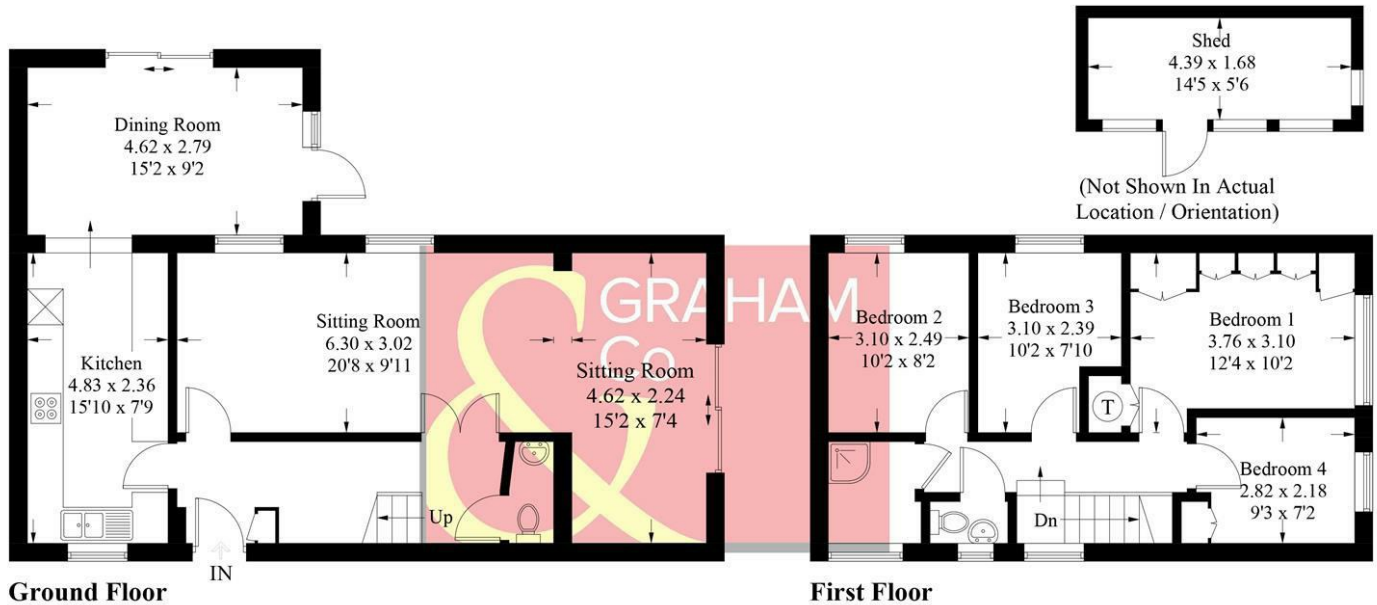 Shed
4.39 x 1.68
14'5 x 5'6
(Not Shown In Actual
Location / Orientation)
Dining Room
4.62 x 2.79
15'2 x 9'2
Kitchen
4.83 x 2.36
15'10 x 7'9
Sitting Room
6.30 x 3.02
20'8 x 9'11
GRAHAM
& Co
Sitting Room
4.62 x 2.24
15'2 x 7'4
Up
IN
Ground Floor
Bedroom 2
3.10 x 2.49
10'2 x 8'2
Bedroom 3
3.10 x 2.39
10'2 x 7'10
Bedroom 1
3.76 x 3.10
12'4 x 10'2
T
Bedroom 4
2.82 x 2.18
9'3 x 7'2
Dn
First Floor